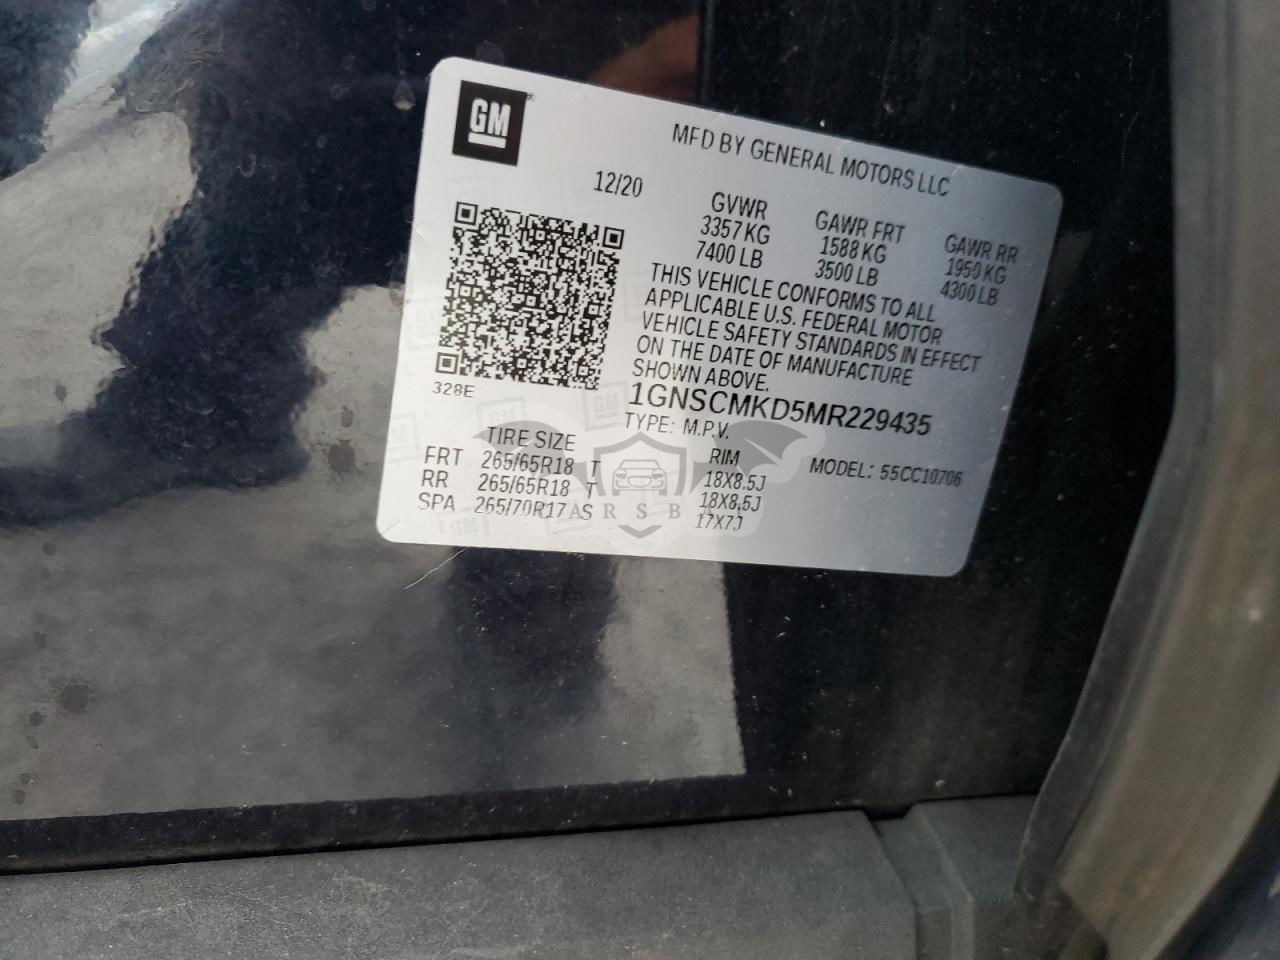 GM
MFD BY GENERAL MOTORS LLC
12/20
GVWR GAWR FRT GAWR RR
3357 KG 1588 KG 1950 KG
7400 LB 3500 LB 4300 LB
THIS VEHICLE CONFORMS TO ALL
APPLICABLE U.S. FEDERAL MOTOR
VEHICLE SAFETY STANDARDS IN EFFECT
ON THE DATE OF MANUFACTURE
SHOWN ABOVE.
328E
1GNSCMKD5MR229435
TYPE: M.P.V.
MODEL: 55CC10706
TIRE SIZE RIM
FRT 265/65R18 T 18X8.5J
RR 265/65R18 T 18X8.5J
SPA 265/70R17 AS 17X7J